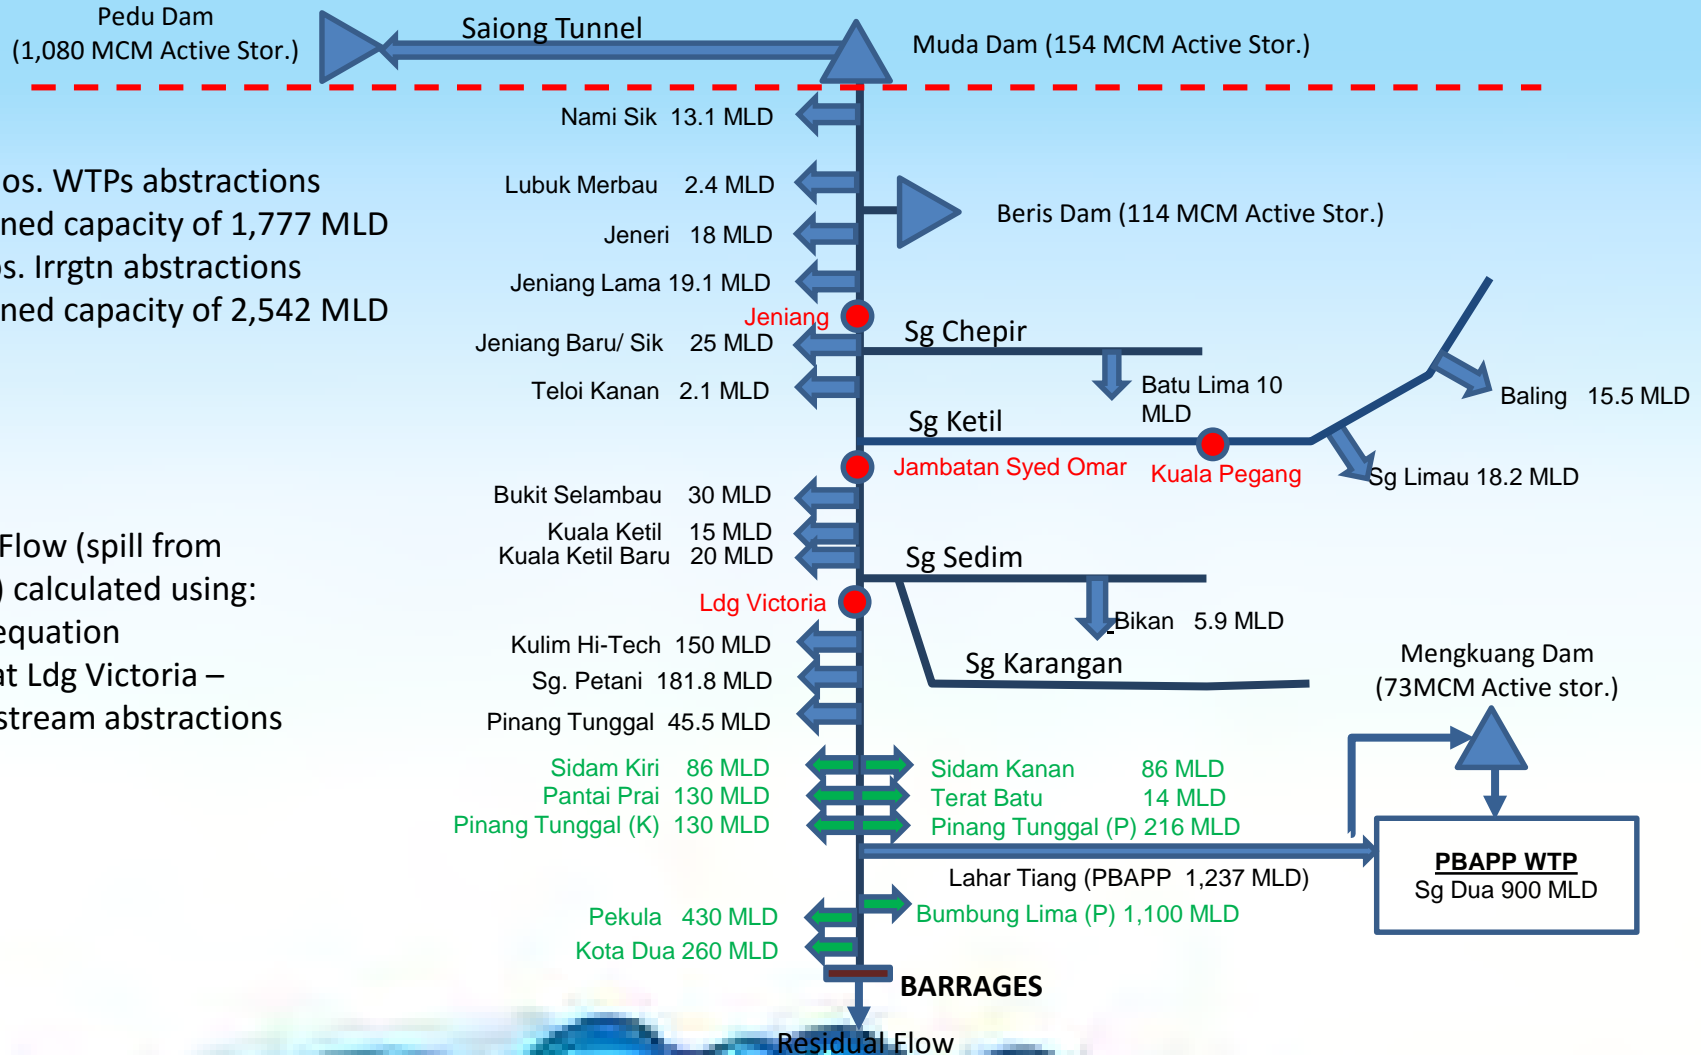 Pedu Dam
(1,080 MCM Active Stor.)
Saiong Tunnel
Muda Dam (154 MCM Active Stor.)
Nami Sik 13.1 MLD
os. WTPs abstractions
ned capacity of 1,777 MLD
os. Irrgtn abstractions
ned capacity of 2,542 MLD
Lubuk Merbau 2.4 MLD
Beris Dam (114 MCM Active Stor.)
Jeneri 18 MLD
Jeniang Lama 19.1 MLD
Jeniang
Sg Chepir
Jeniang Baru/ Sik 25 MLD
Teloi Kanan 2.1 MLD
Batu Lima 10
MLD
Baling 15.5 MLD
Sg Ketil
Jambatan Syed Omar
Kuala Pegang
Sg Limau 18.2 MLD
Bukit Selambau 30 MLD
Kuala Ketil 15 MLD
Kuala Ketil Baru 20 MLD
Flow (spill from
) calculated using:
equation
at Ldg Victoria –
stream abstractions
Sg Sedim
Ldg Victoria
Bikan 5.9 MLD
Kulim Hi-Tech 150 MLD
Sg Karangan
Sg. Petani 181.8 MLD
Pinang Tunggal 45.5 MLD
Mengkuang Dam
(73MCM Active stor.)
Sidam Kiri 86 MLD
Sidam Kanan 86 MLD
Pantai Prai 130 MLD
Terat Batu 14 MLD
Pinang Tunggal (K) 130 MLD
Pinang Tunggal (P) 216 MLD
Lahar Tiang (PBAPP 1,237 MLD)
PBAPP WTP
Sg Dua 900 MLD
Pekula 430 MLD
Bumbung Lima (P) 1,100 MLD
Kota Dua 260 MLD
BARRAGES
Residual Flow